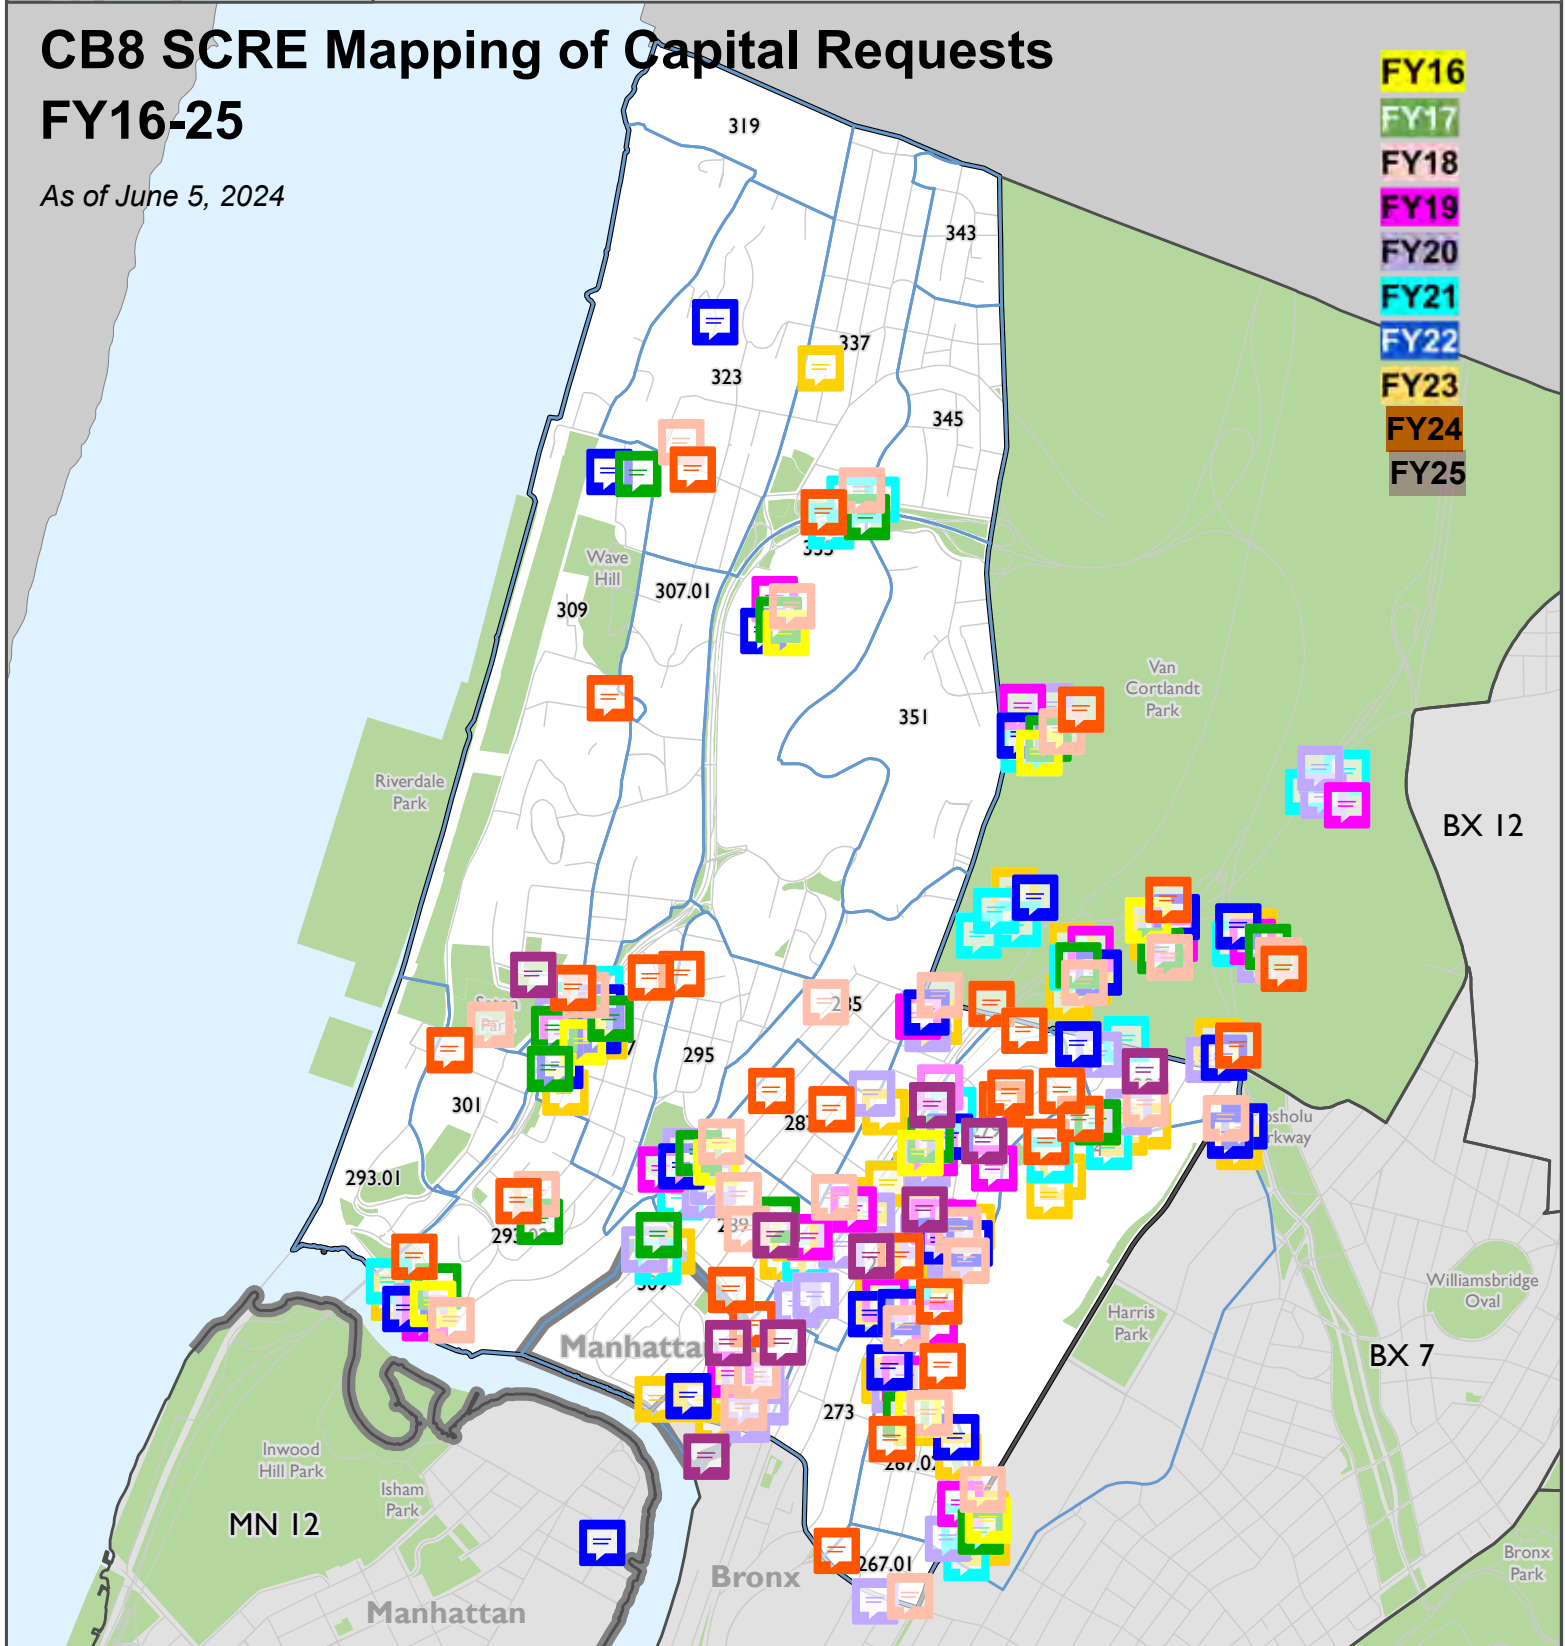 CB8 SCRE Mapping of Capital Requests
FY16-25
As of June 5, 2024
FY16
FY17
FY18
FY19
FY20
FY21
FY22
FY23
FY24
FY25
319
343
337
323
345
Wave
Hill
307.01
309
351
Van
Cortlandt
Park
Riverdale
Park
BX 12
295
301
293.01
Harris
Park
Williamsbridge
Oval
BX 7
273
Inwood
Hill Park
Isham
Park
MN 12
267.01
Bronx
Bronx
Park
Manhattan